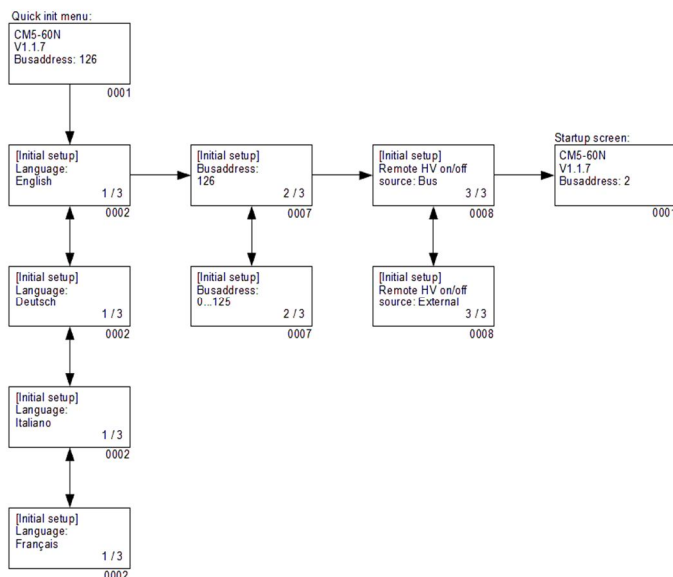 Quick init menu:
CM5-60N
V1.1.7
Busaddress: 126
0001
[Initial setup]
Language:
English
1 / 3
0002
[Initial setup]
Busaddress:
126
2 / 3
0007
[Initial setup]
Remote HV on/off
source: Bus
3 / 3
0008
Startup screen:
CM5-60N
V1.1.7
Busaddress: 2
0001
[Initial setup]
Language:
Deutsch
1 / 3
0002
[Initial setup]
Busaddress:
0...125
2 / 3
0007
[Initial setup]
Remote HV on/off
source: External
3 / 3
0008
[Initial setup]
Language:
Italiano
1 / 3
0002
[Initial setup]
Language:
Français
1 / 3
0002